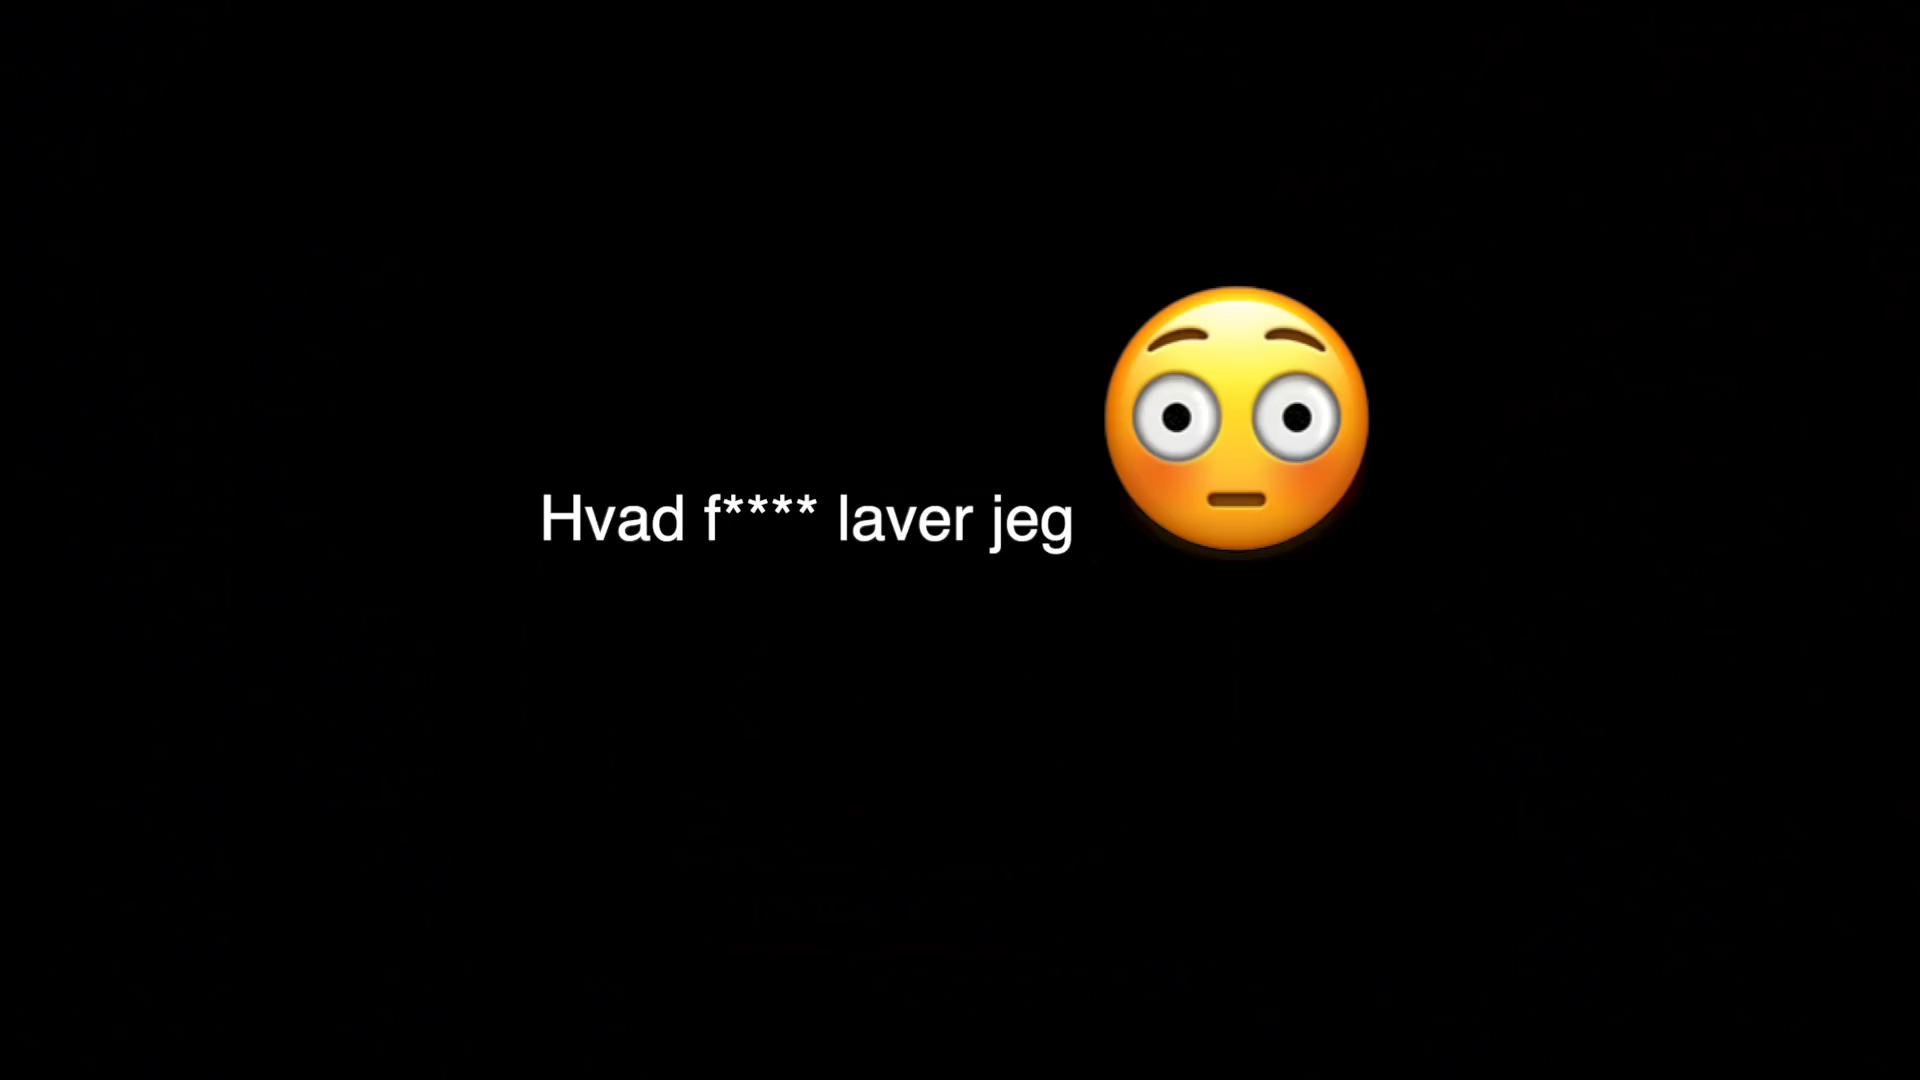 Hvad f**** laver jeg 😳